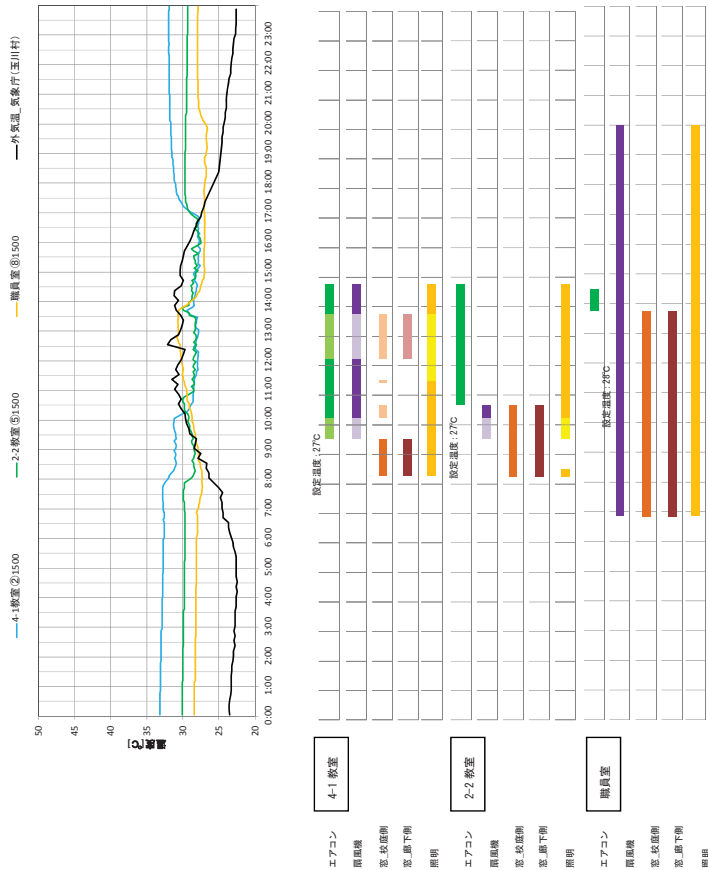 4-1教室②1500
2-2教室⑤1500
職員室⑧1500
外気温_気象庁(玉川村)
温度[℃]
50
45
40
35
30
25
20
0:00
1:00
2:00
3:00
4:00
5:00
6:00
7:00
8:00
9:00
10:00
11:00
12:00
13:00
14:00
15:00
16:00
17:00
18:00
19:00
20:00
21:00
22:00
23:00
4-1 教室
エアコン
設定温度:27℃
扇風機
窓_校庭側
窓_廊下側
照明
2-2 教室
エアコン
設定温度:27℃
扇風機
窓_校庭側
窓_廊下側
照明
職員室
エアコン
設定温度:28℃
扇風機
窓_校庭側
窓_廊下側
照明